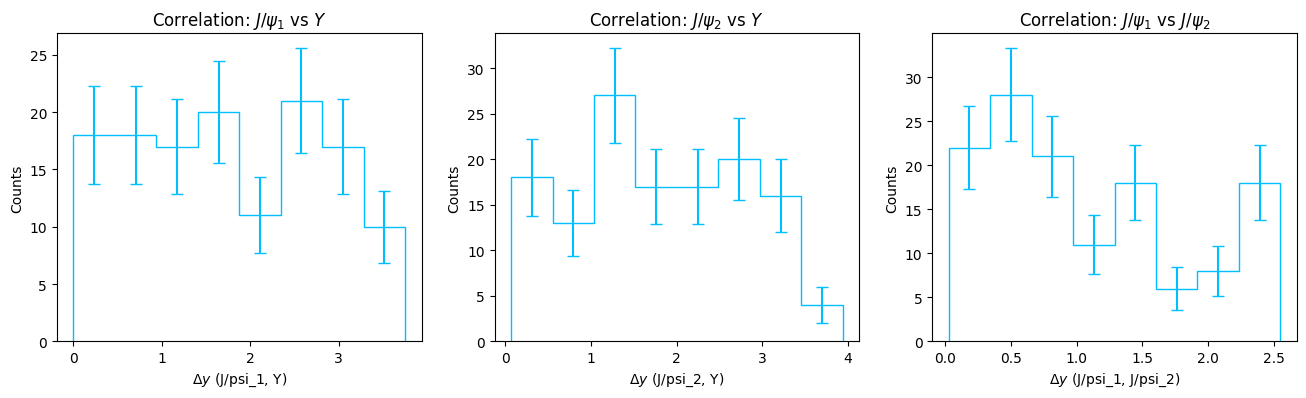 Correlation: J/ψ₁ vs Y
25
20
15
10
5
0
Counts
0 1 2 3
Δy (J/psi_1, Y)
Correlation: J/ψ₂ vs Y
30
25
20
15
10
5
0
Counts
0 1 2 3 4
Δy (J/psi_2, Y)
Correlation: J/ψ₁ vs J/ψ₂
30
25
20
15
10
5
0
Counts
0.0 0.5 1.0 1.5 2.0 2.5
Δy (J/psi_1, J/psi_2)